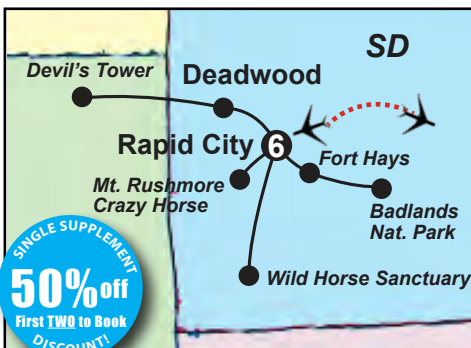 SD
Devil's Tower
Deadwood
Rapid City 6
Fort Hays
Mt. Rushmore
Crazy Horse
Badlands
Nat. Park
Wild Horse Sanctuary
SINGLE SUPPLEMENT
50% off
First TWO to Book
DISCOUNT!